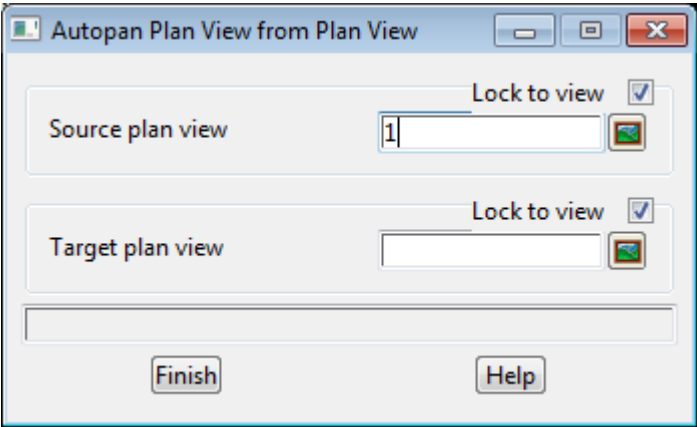 Autopan Plan View from Plan View
Lock to view
Source plan view 1
Lock to view
Target plan view
Finish Help